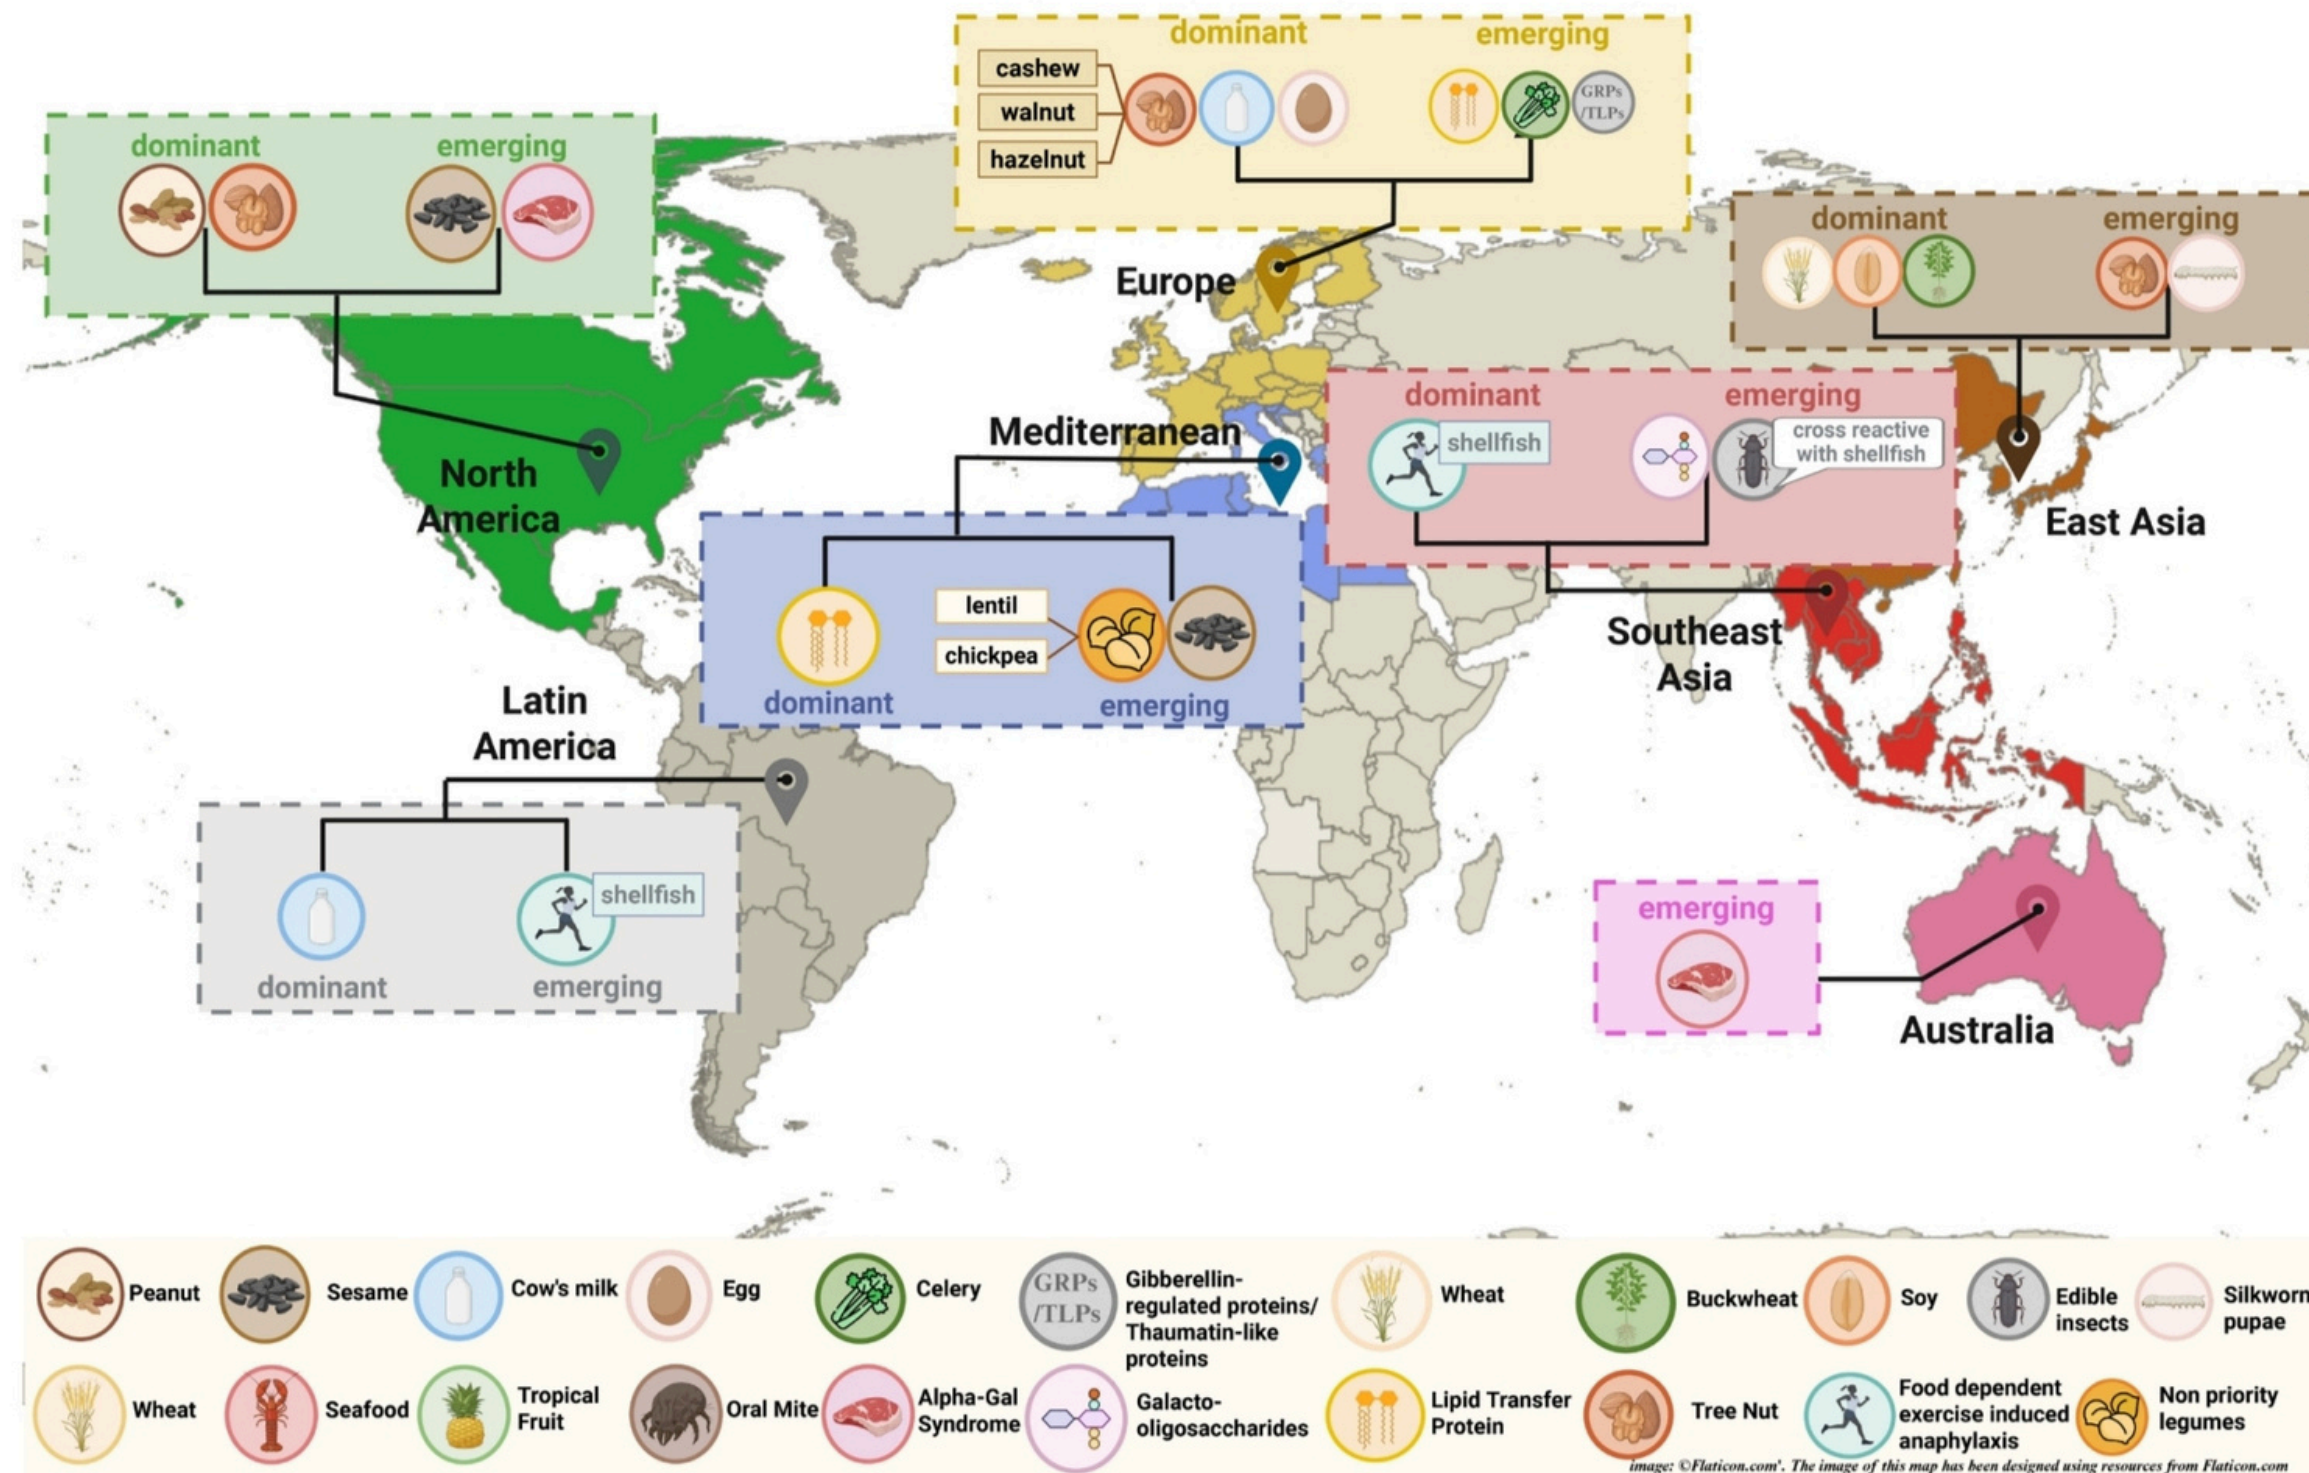 dominant
emerging
cashew
walnut
hazelnut
GRPs
/TLPs
dominant
emerging
dominant
emerging
Europe
dominant
emerging
shellfish
cross reactive
with shellfish
Mediterranean
North
America
East Asia
lentil
chickpea
dominant
emerging
Southeast
Asia
Latin
America
shellfish
dominant
emerging
emerging
Australia
Peanut
Sesame
Cow's milk
Egg
Celery
GRPs
/TLPs
Gibberellin-
regulated proteins/
Thaumatin-like
proteins
Wheat
Buckwheat
Soy
Edible
insects
Silkworn
pupae
Wheat
Seafood
Tropical
Fruit
Oral Mite
Alpha-Gal
Syndrome
Galacto-
oligosaccharides
Lipid Transfer
Protein
Tree Nut
Food dependent
exercise induced
anaphylaxis
Non priority
legumes
image: ©Flaticon.com'. The image of this map has been designed using resources from Flaticon.com